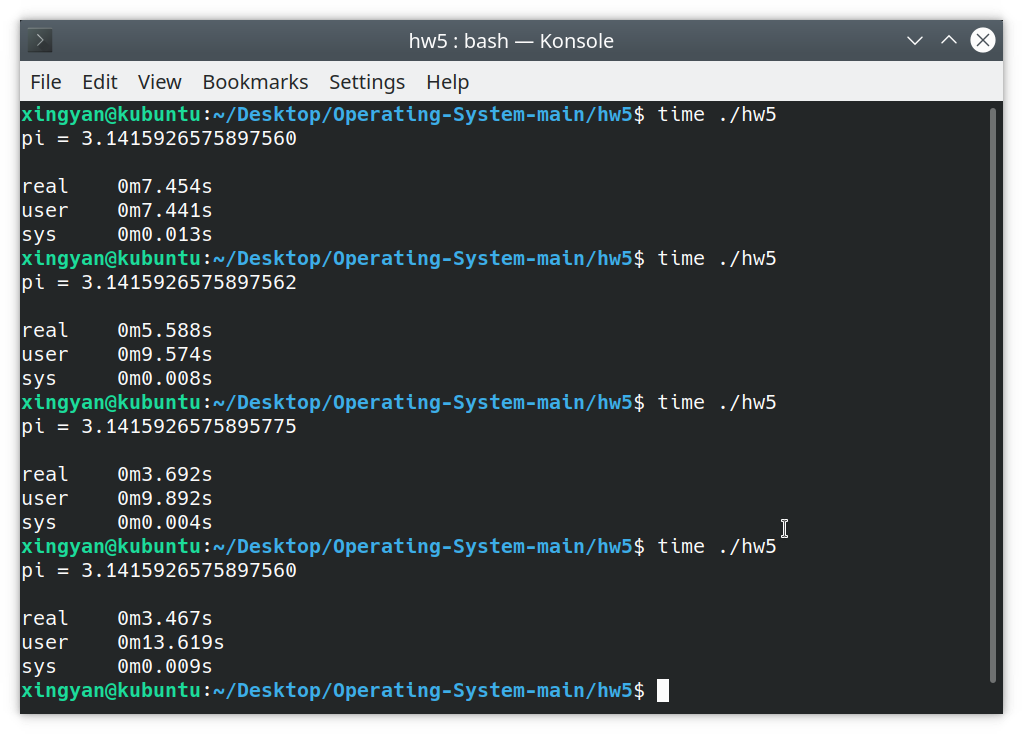 hw5 : bash — Konsole
File Edit View Bookmarks Settings Help
xingyan@kubuntu:~/Desktop/Operating-System-main/hw5$ time ./hw5
pi = 3.1415926575897560
real    0m7.454s
user    0m7.441s
sys     0m0.013s
xingyan@kubuntu:~/Desktop/Operating-System-main/hw5$ time ./hw5
pi = 3.1415926575897562
real    0m5.588s
user    0m9.574s
sys     0m0.008s
xingyan@kubuntu:~/Desktop/Operating-System-main/hw5$ time ./hw5
pi = 3.1415926575895775
real    0m3.692s
user    0m9.892s
sys     0m0.004s
xingyan@kubuntu:~/Desktop/Operating-System-main/hw5$ time ./hw5
pi = 3.1415926575897560
real    0m3.467s
user    0m13.619s
sys     0m0.009s
xingyan@kubuntu:~/Desktop/Operating-System-main/hw5$